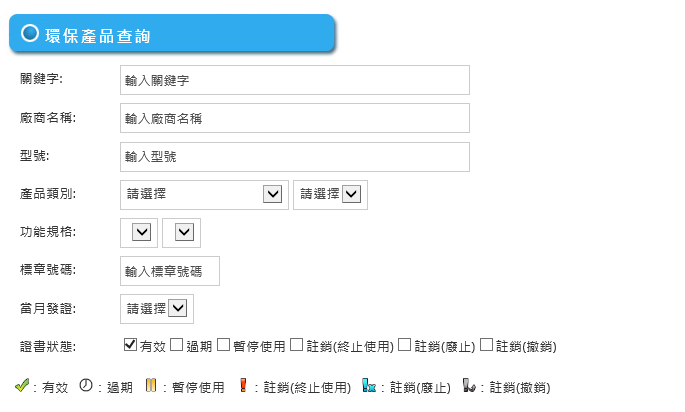 環保產品查詢
關鍵字: 輸入關鍵字
廠商名稱: 輸入廠商名稱
型號: 輸入型號
產品類別: 請選擇 請選擇
功能規格:
標章號碼: 輸入標章號碼
當月發證: 請選擇
證書狀態: 有效 過期 暫停使用 註銷(終止使用) 註銷(廢止) 註銷(撤銷)
: 有效 : 過期 : 暫停使用 : 註銷(終止使用) : 註銷(廢止) : 註銷(撤銷)